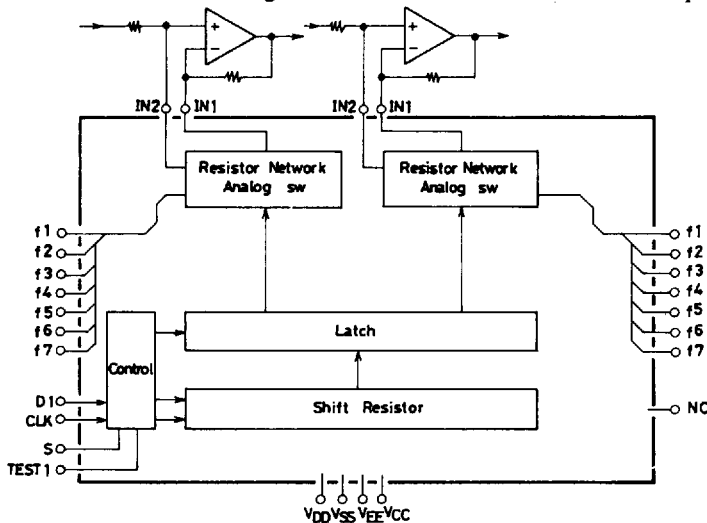 IN2 IN1 IN2 IN1
Resistor Network
Analog sw
Resistor Network
Analog sw
f1
f2
f3
f4
f5
f6
f7
f1
f2
f3
f4
f5
f6
f7
Latch
Control
Shift Resistor
D1
CLK
S
TEST1
NC
VDD VSS VEE VCC